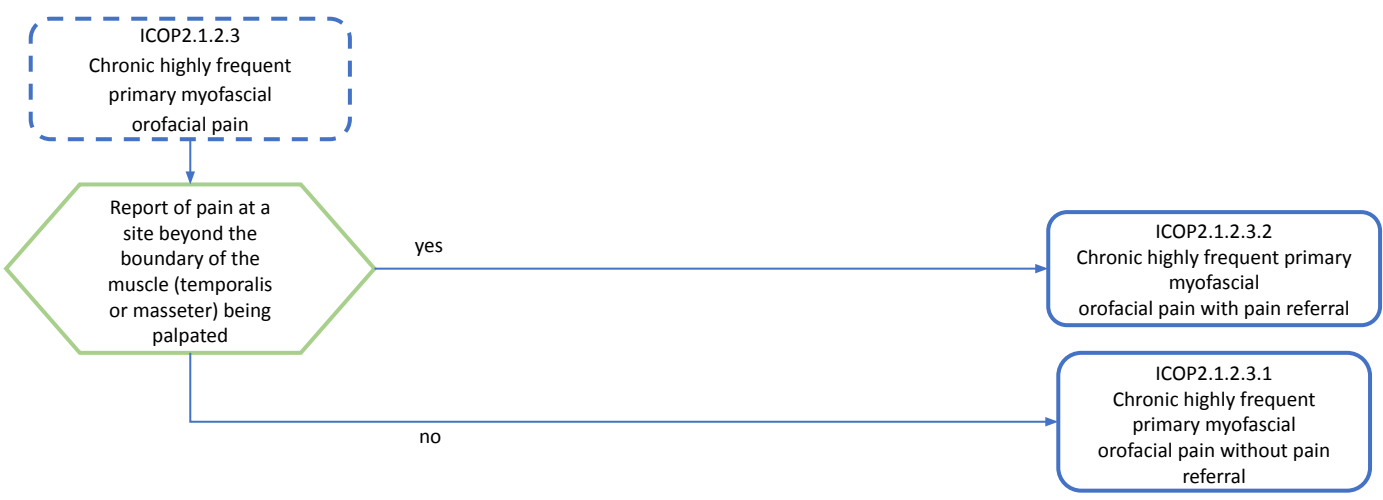 ICOP2.1.2.3
Chronic highly frequent
primary myofascial
orofacial pain
Report of pain at a
site beyond the
boundary of the
muscle (temporalis
or masseter) being
palpated
yes
ICOP2.1.2.3.2
Chronic highly frequent primary
myofascial
orofacial pain with pain referral
no
ICOP2.1.2.3.1
Chronic highly frequent
primary myofascial
orofacial pain without pain
referral